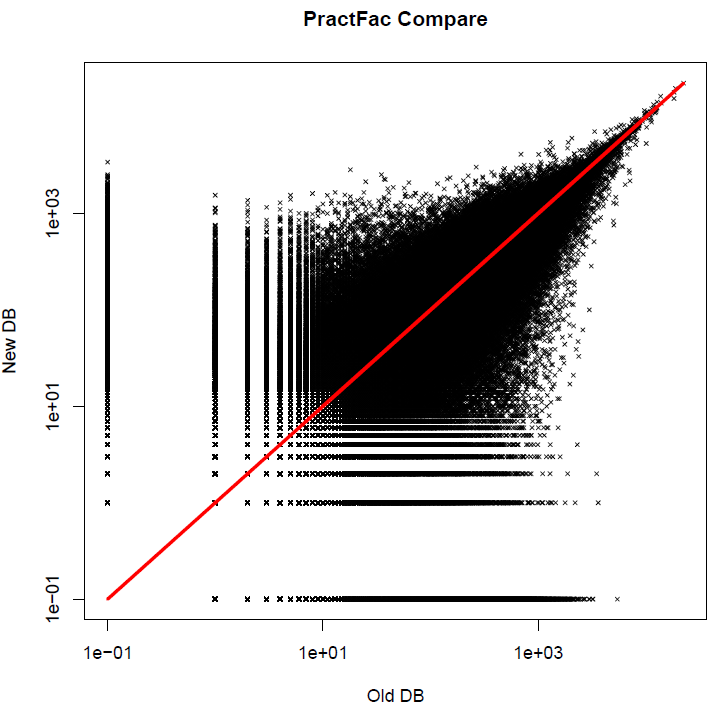 PractFac Compare
New DB
1e+03
1e+01
1e−01
1e−01 1e+01 1e+03
Old DB